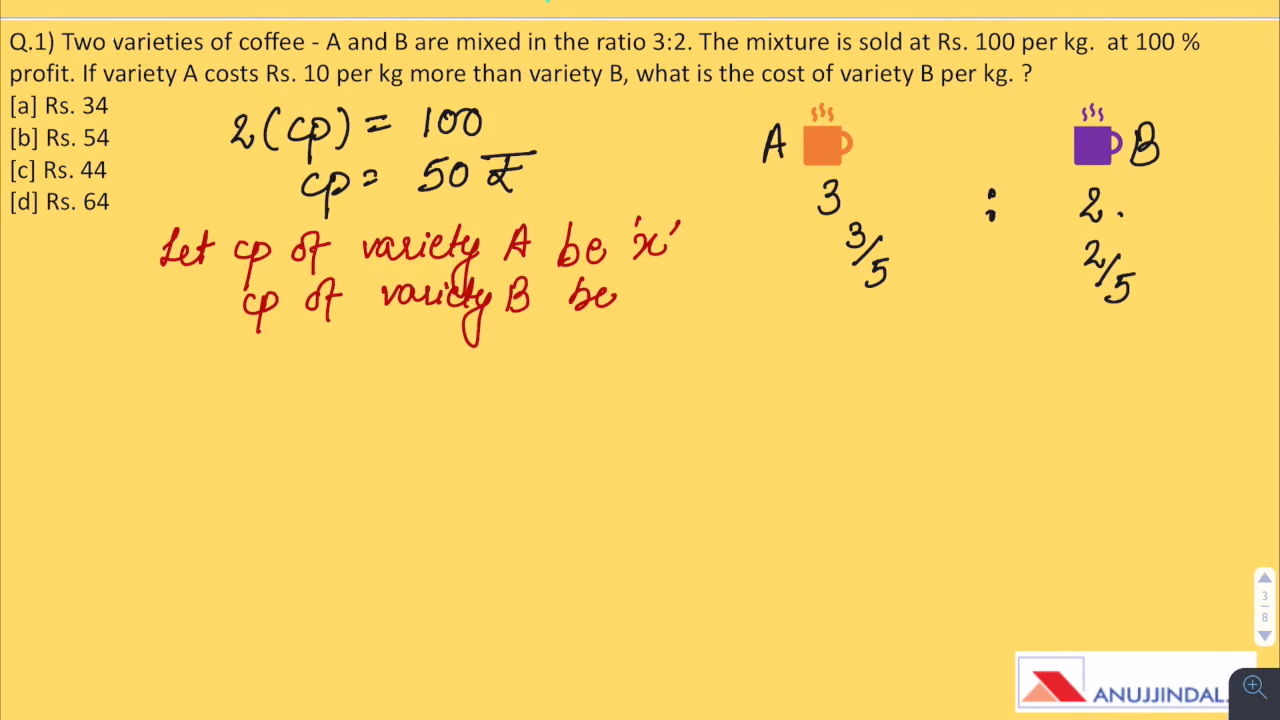 Q.1) Two varieties of coffee - A and B are mixed in the ratio 3:2. The mixture is sold at Rs. 100 per kg. at 100 %
profit. If variety A costs Rs. 10 per kg more than variety B, what is the cost of variety B per kg. ?
[a] Rs. 34
[b] Rs. 54
[c] Rs. 44
[d] Rs. 64
2(cp) = 100
cp = 50 ₹
Let cp of variety A be 'x'
cp of variety B be
A B
3 : 2.
3/5 2/5
3
8
ANUJJINDAL.